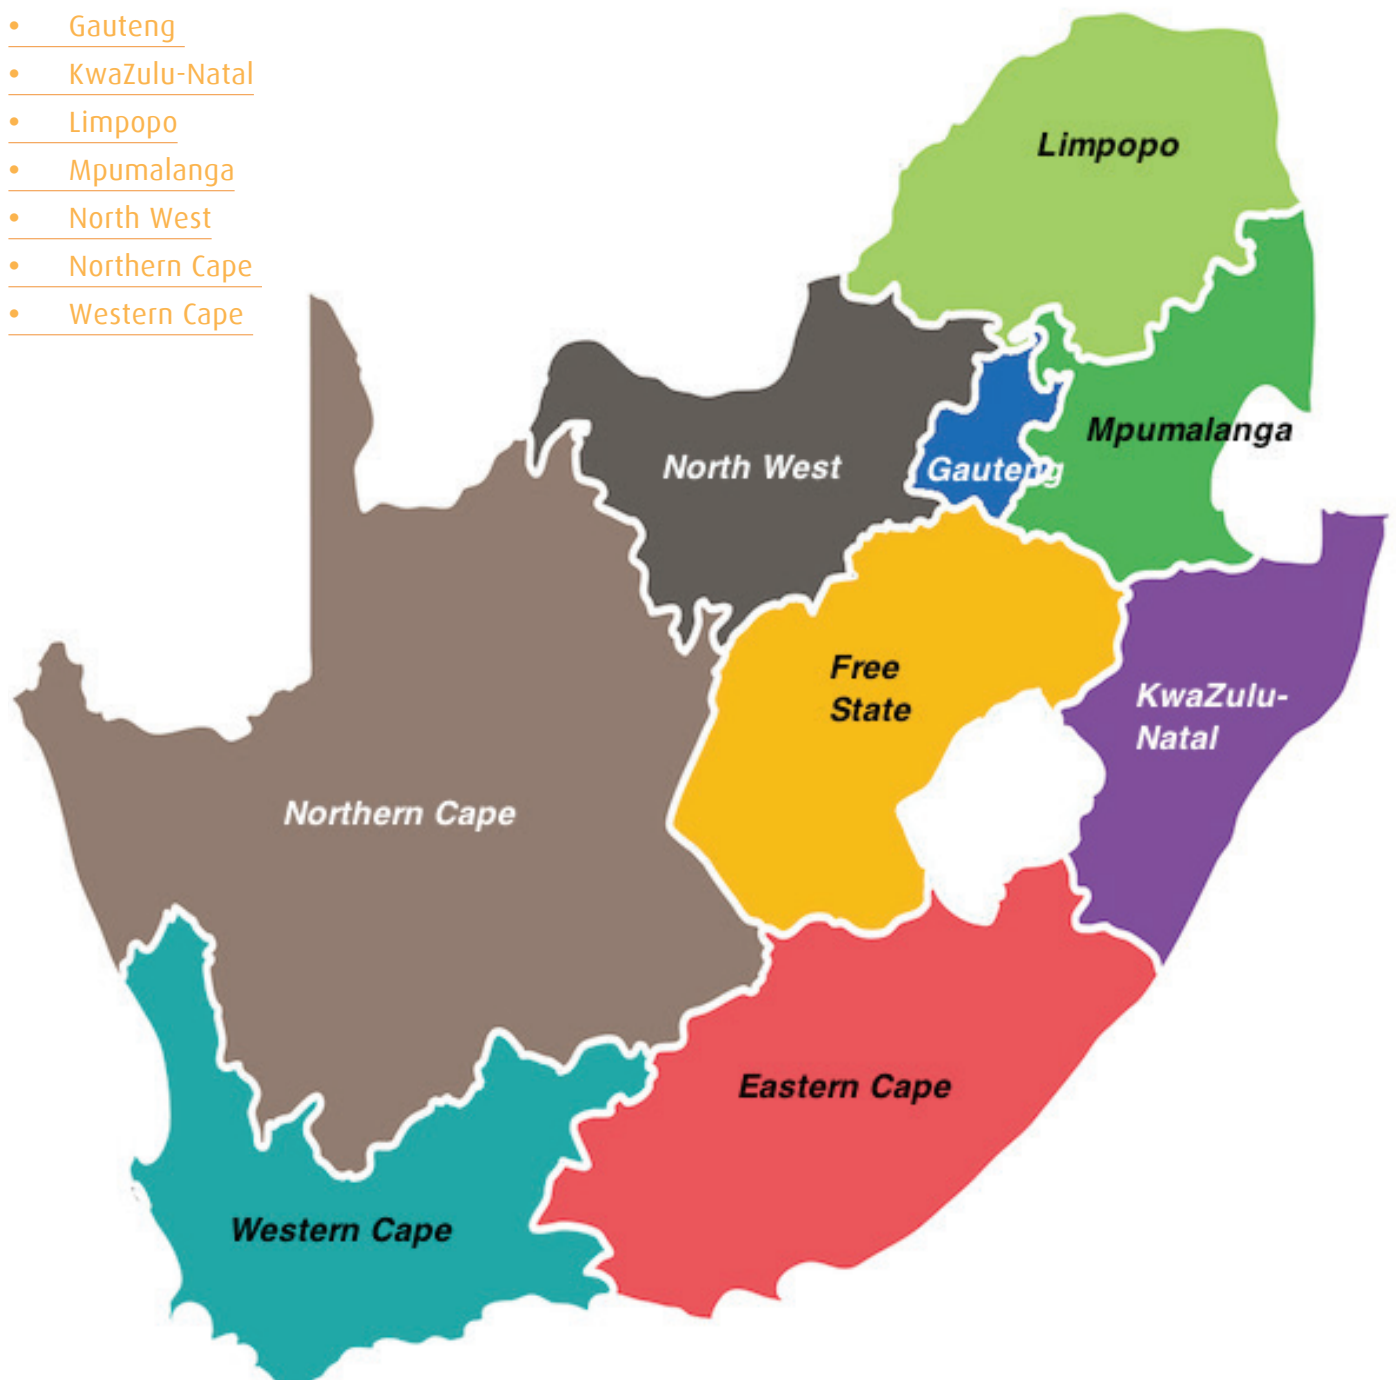 • Gauteng
• KwaZulu-Natal
• Limpopo
• Mpumalanga
• North West
• Northern Cape
• Western Cape
Limpopo
Mpumalanga
North West
Gauteng
Free
State
KwaZulu-
Natal
Northern Cape
Eastern Cape
Western Cape